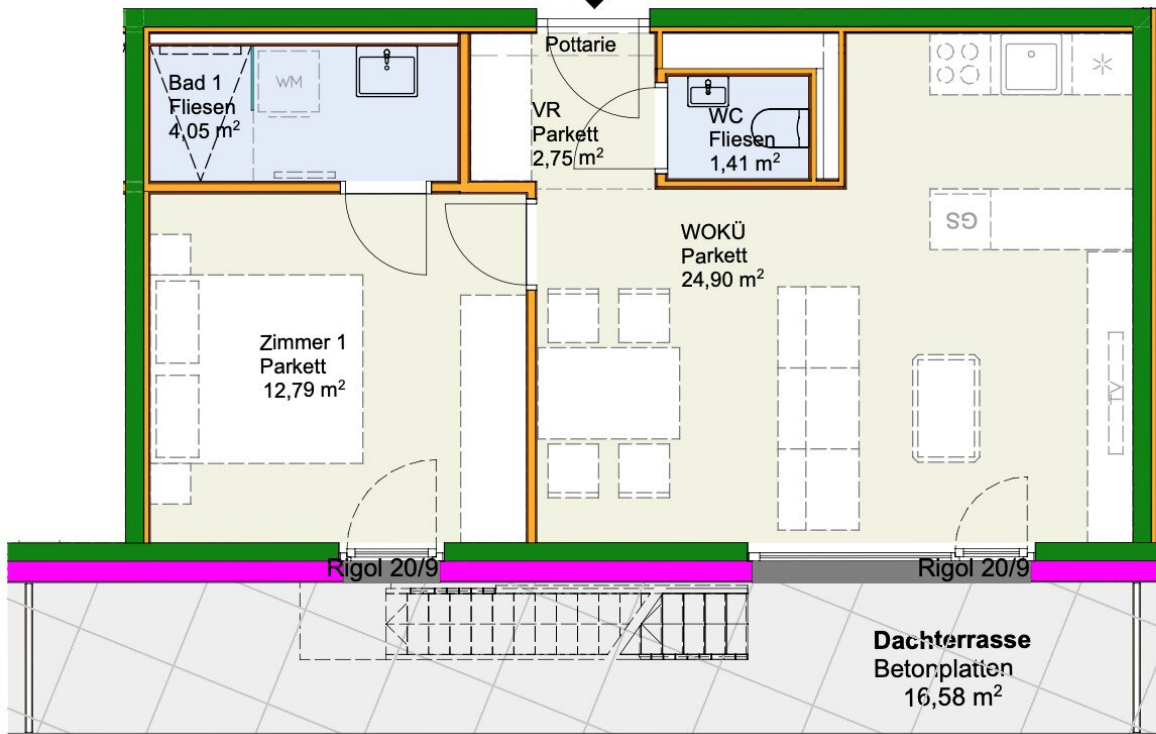 Pottarie
Bad 1
Fliesen
4,05 m²
WM
VR
Parkett
2,75 m²
WC
Fliesen
1,41 m²
GS
WOKÜ
Parkett
24,90 m²
Zimmer 1
Parkett
12,79 m²
TV
Rigol 20/9
Rigol 20/9
Dachterrasse
Betonplatten
16,58 m²